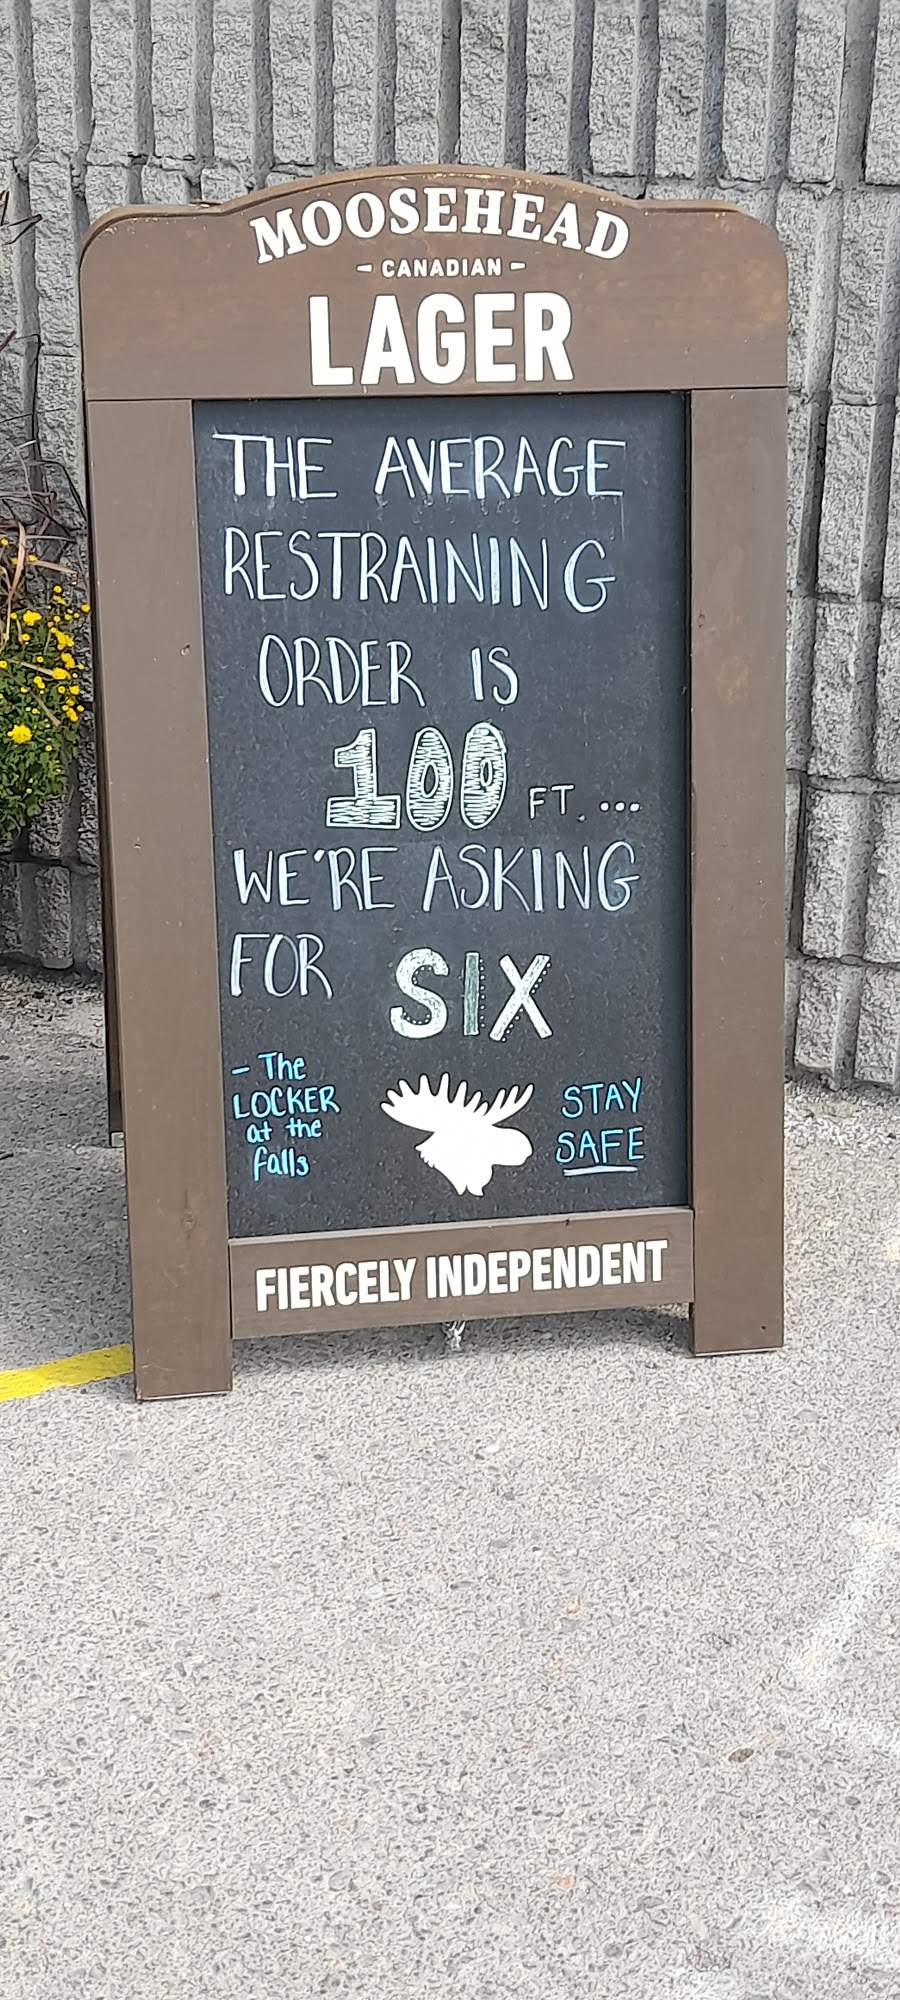 MOOSEHEAD
- CANADIAN -
LAGER
THE AVERAGE
RESTRAINING
ORDER IS
100 FT. ...
WE'RE ASKING
FOR SIX
- The
LOCKER
at the
falls
STAY
SAFE
FIERCELY INDEPENDENT